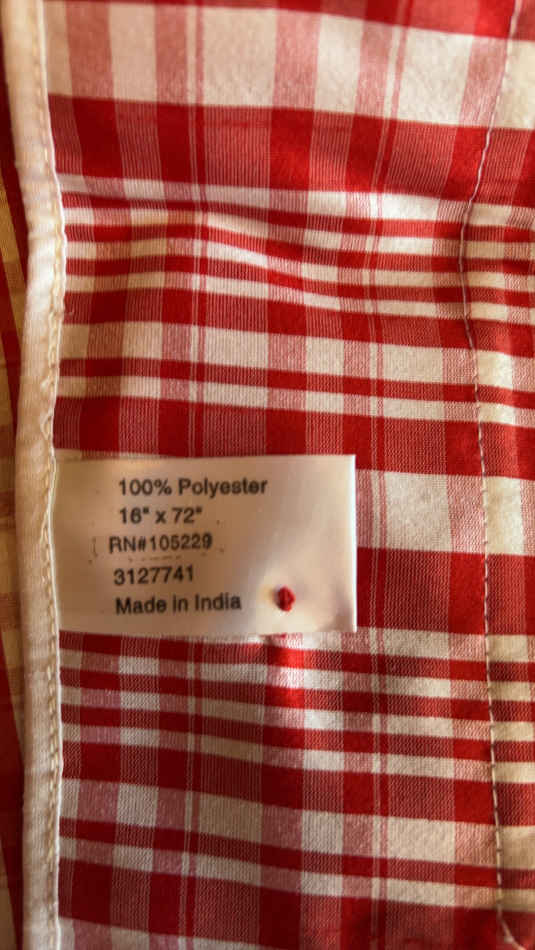 100% Polyester
16" x 72"
RN#105229
3127741
Made in India